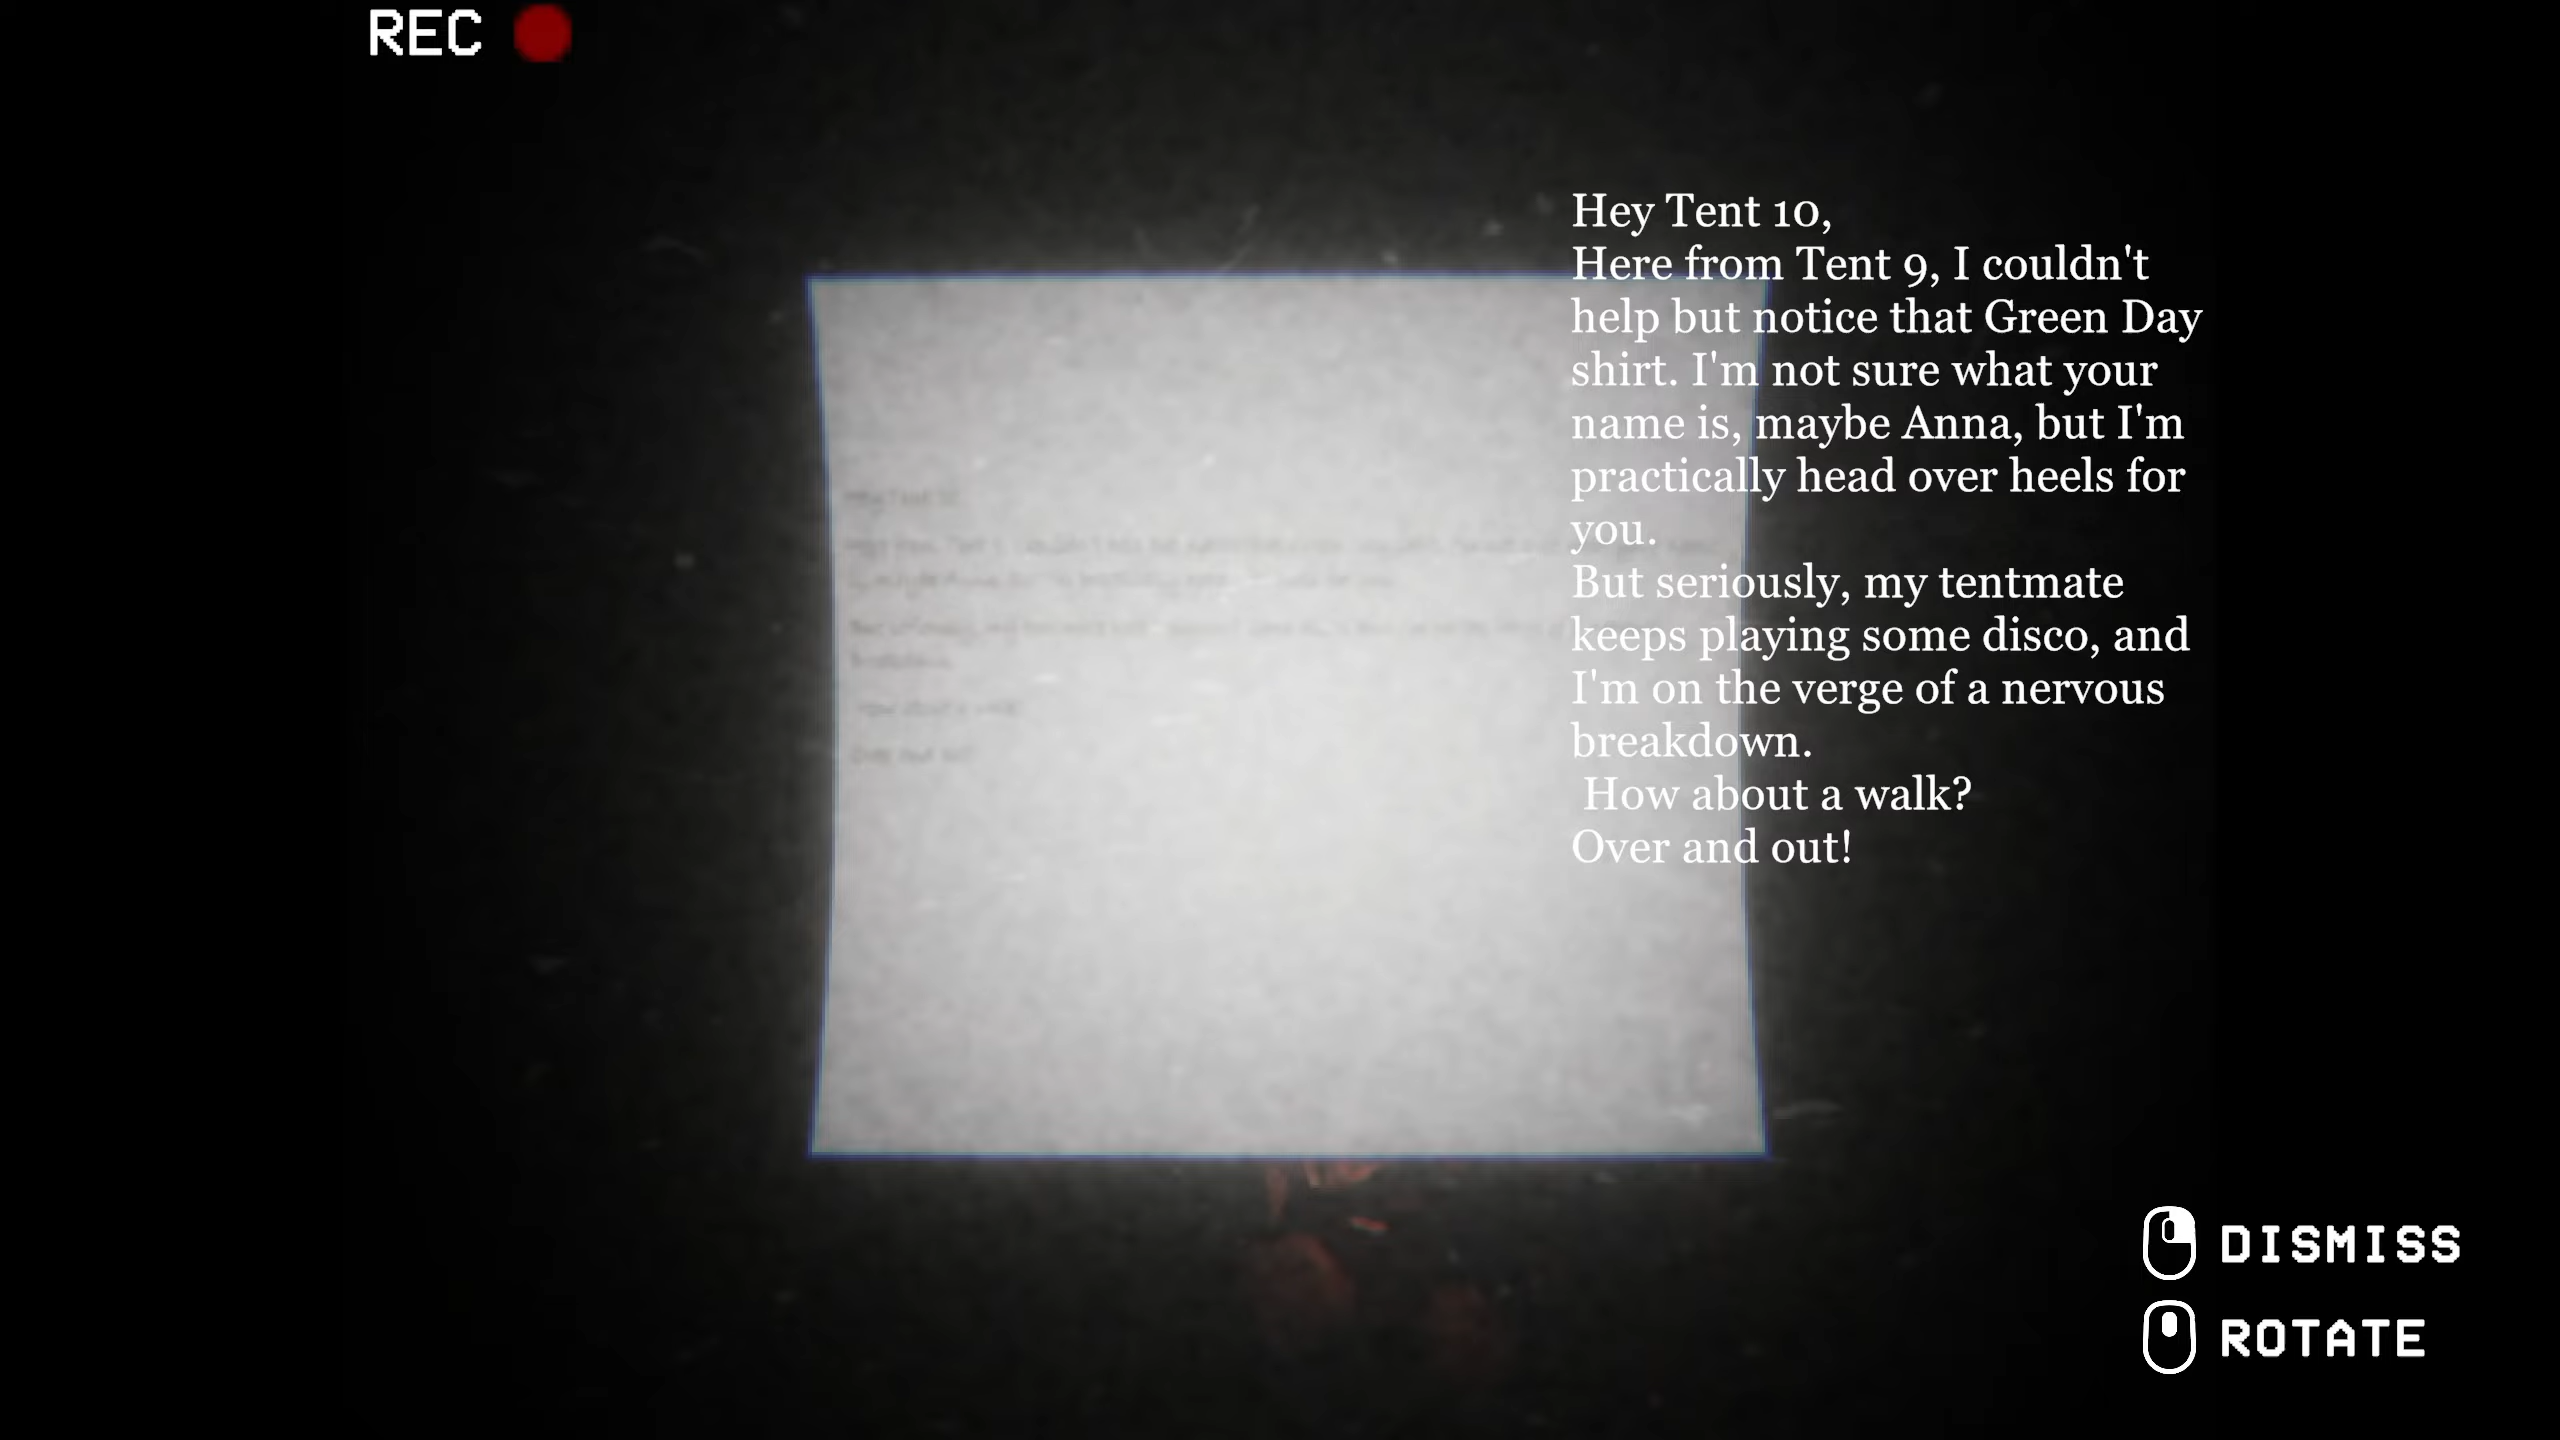 REC
Hey Tent 10,
Here from Tent 9, I couldn't
help but notice that Green Day
shirt. I'm not sure what your
name is, maybe Anna, but I'm
practically head over heels for
you.
But seriously, my tentmate
keeps playing some disco, and
I'm on the verge of a nervous
breakdown.
How about a walk?
Over and out!
DISMISS
ROTATE